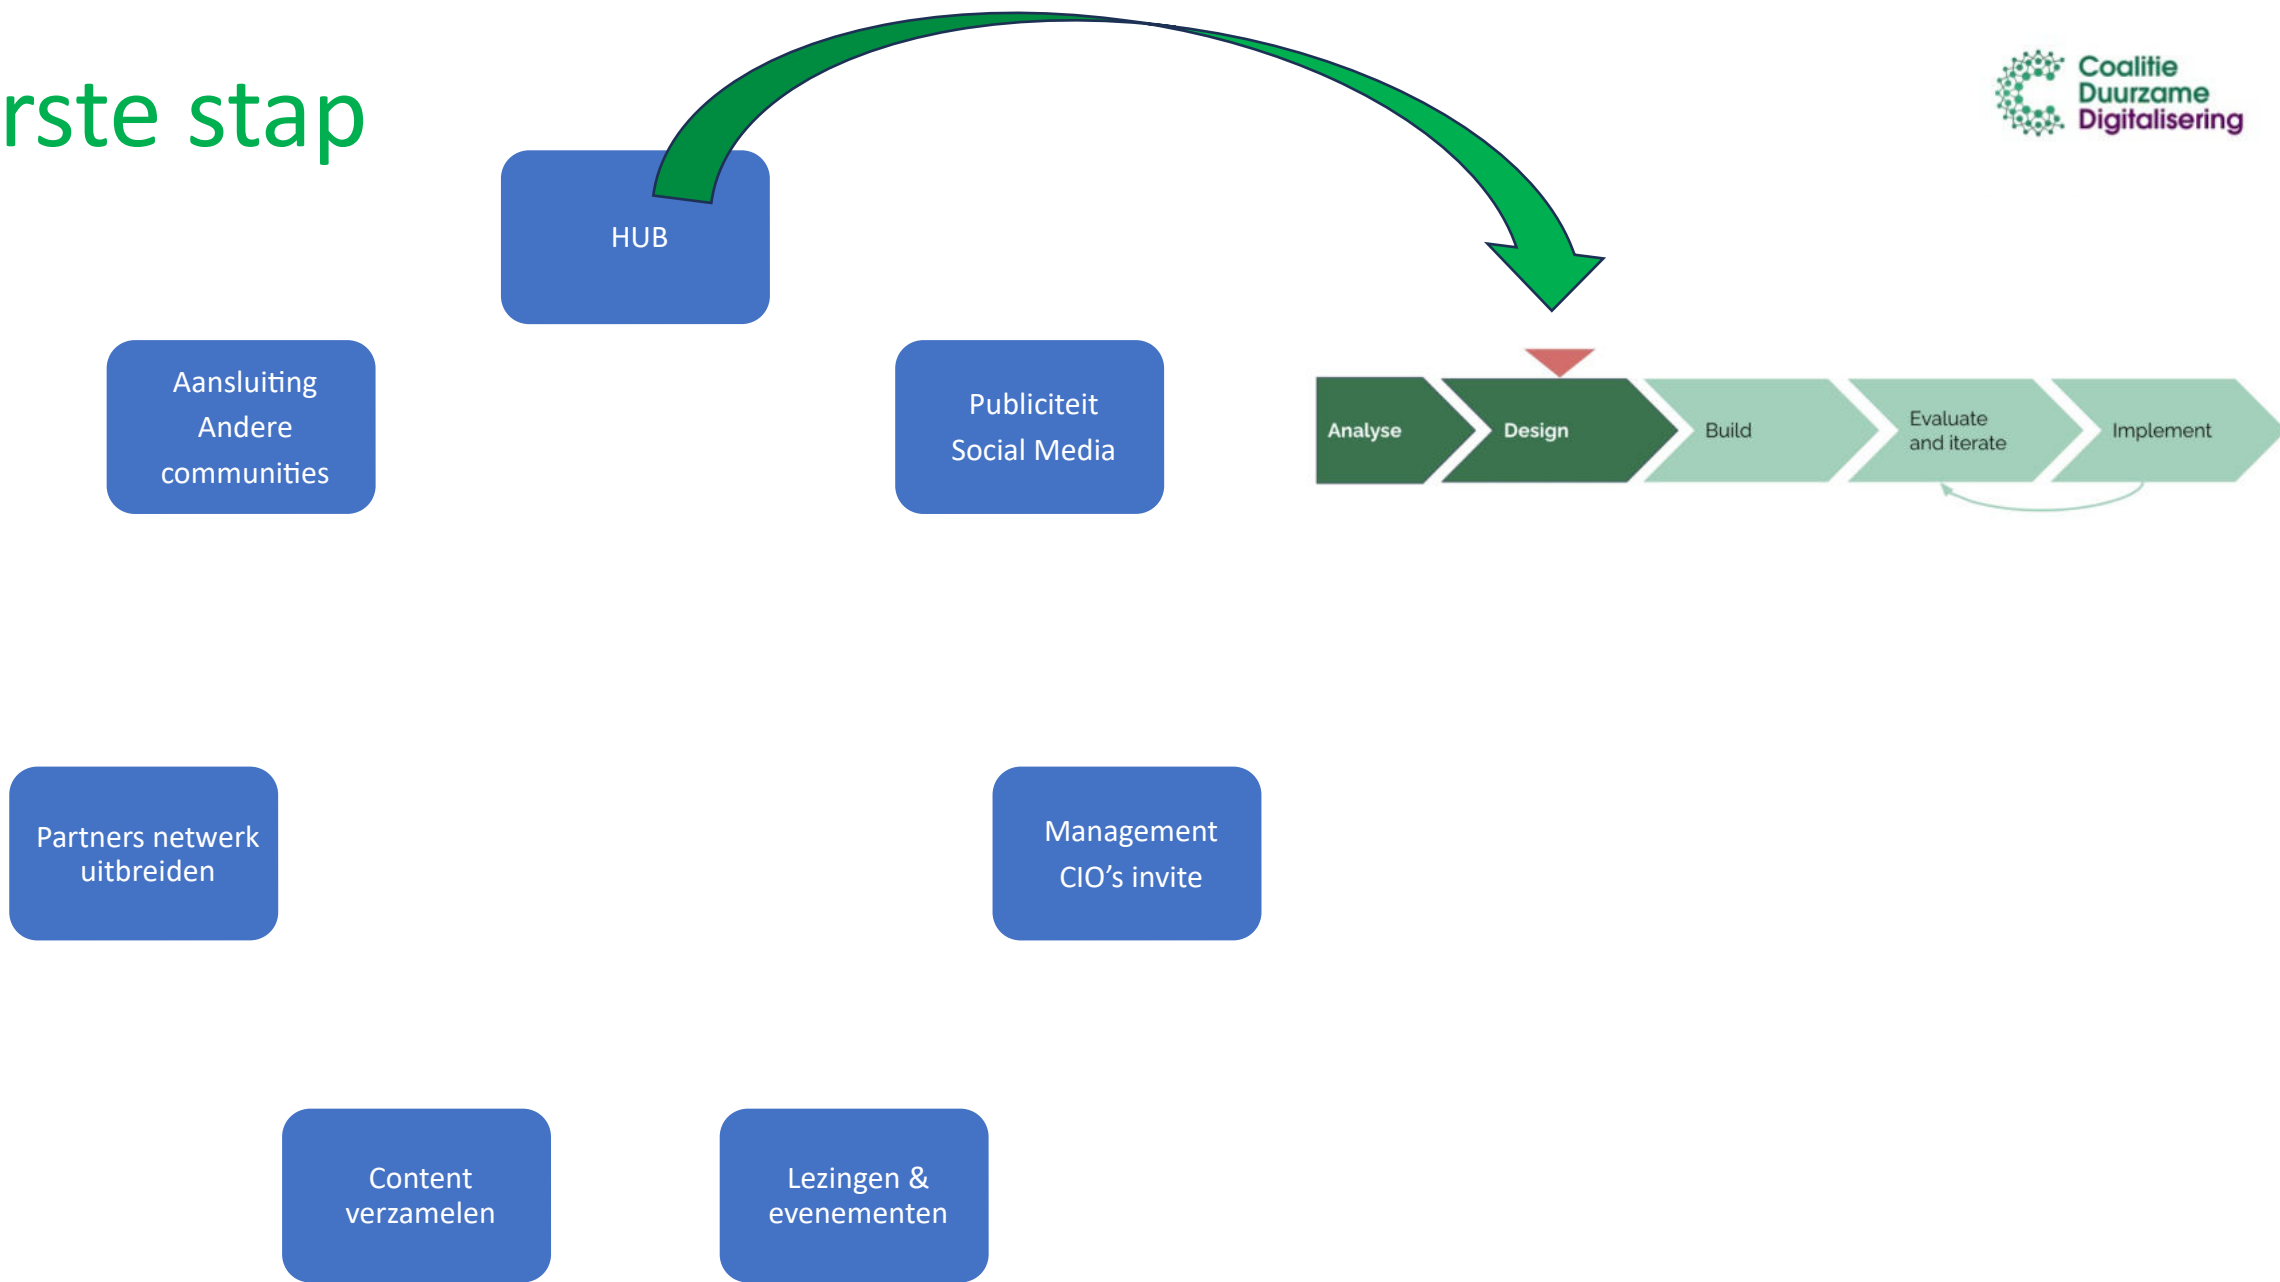 rste stap
Coalitie
Duurzame
Digitalisering
HUB
Aansluiting
Andere
communities
Publiciteit
Social Media
Analyse
Design
Build
Evaluate
and iterate
Implement
Partners netwerk
uitbreiden
Management
CIO’s invite
Content
verzamelen
Lezingen &
evenementen